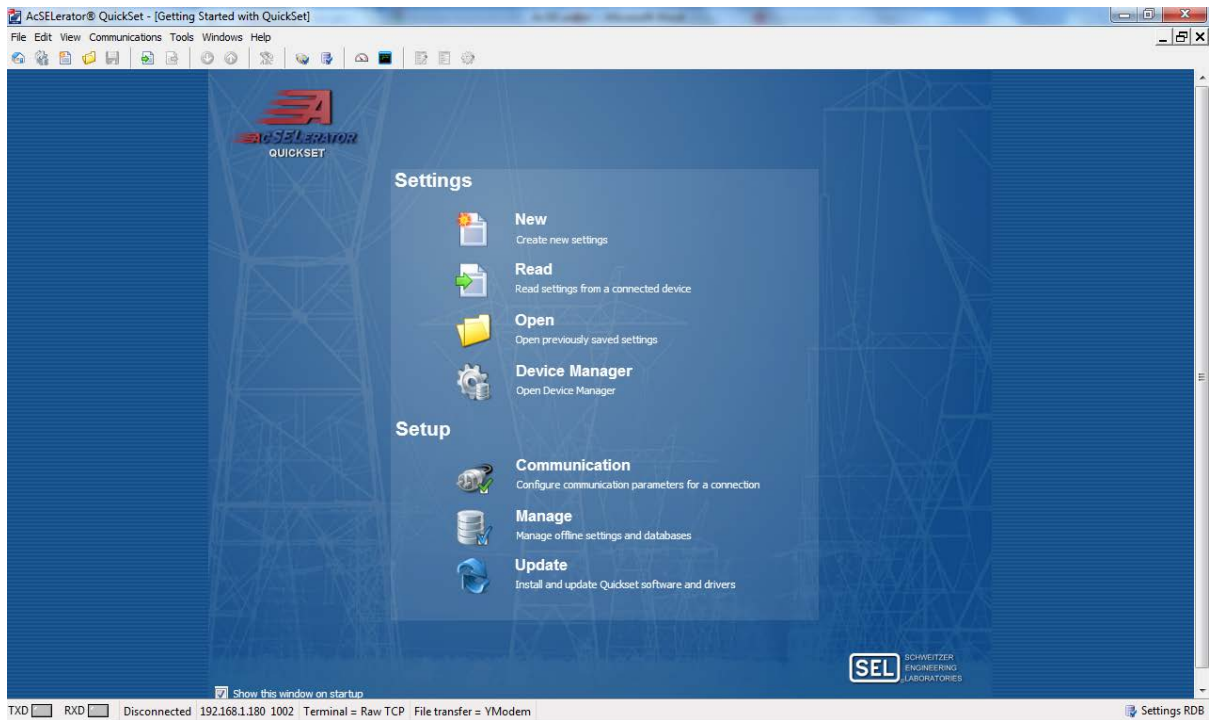 AcSELerator® QuickSet - [Getting Started with QuickSet]
File Edit View Communications Tools Windows Help
ACSELERATOR
QUICKSET
Settings
New
Create new settings
Read
Read settings from a connected device
Open
Open previously saved settings
Device Manager
Open Device Manager
Setup
Communication
Configure communication parameters for a connection
Manage
Manage offline settings and databases
Update
Install and update Quickset software and drivers
SEL SCHWEITZER
ENGINEERING
LABORATORIES
Show this window on startup
TXD RXD Disconnected 192.168.1.180 1002 Terminal = Raw TCP File transfer = YModem Settings RDB